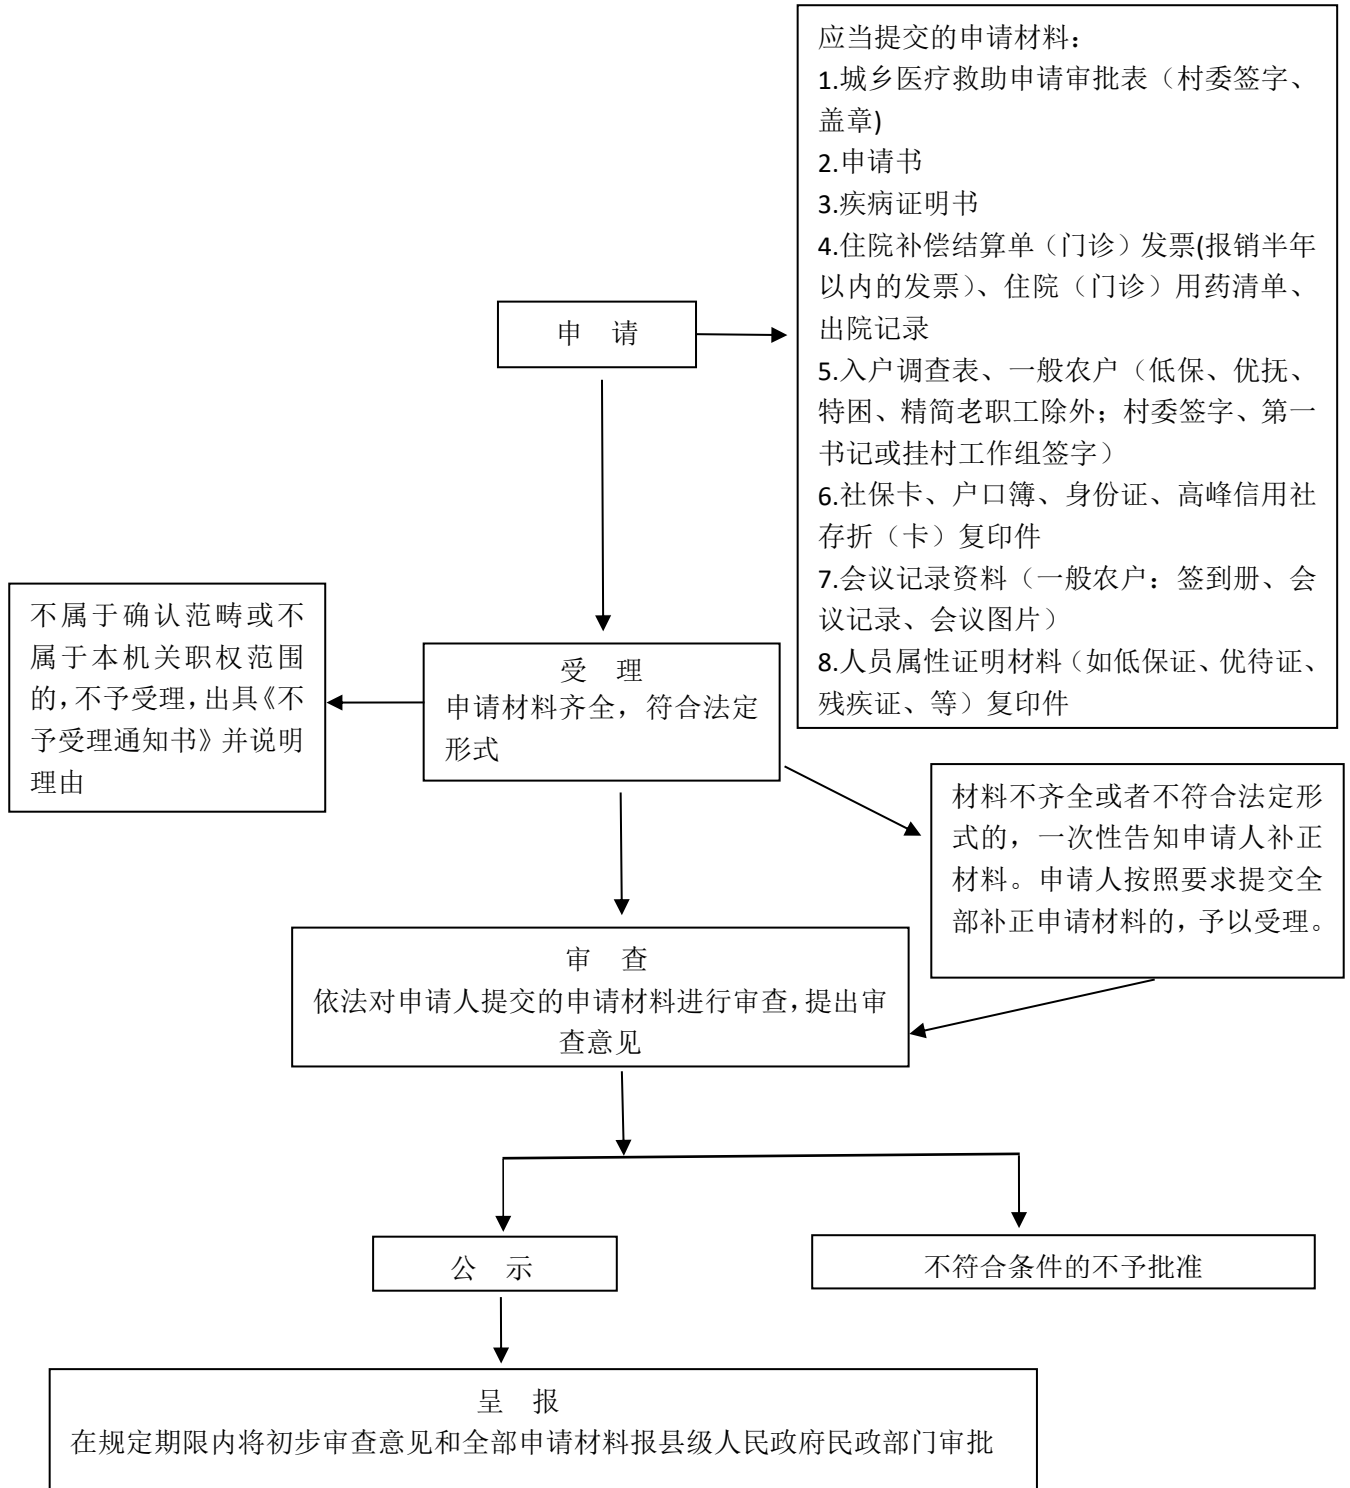 应当提交的申请材料：
1.城乡医疗救助申请审批表（村委签字、
盖章)
2.申请书
3.疾病证明书
4.住院补偿结算单（门诊）发票(报销半年
以内的发票）、住院（门诊）用药清单、
出院记录
5.入户调查表、一般农户（低保、优抚、
特困、精简老职工除外；村委签字、第一
书记或挂村工作组签字）
6.社保卡、户口簿、身份证、高峰信用社
存折（卡）复印件
7.会议记录资料（一般农户：签到册、会
议记录、会议图片）
8.人员属性证明材料（如低保证、优待证、
残疾证、等）复印件
申 请
不属于确认范畴或不
属于本机关职权范围
的，不予受理，出具《不
予受理通知书》并说明
理由
受 理
申请材料齐全，符合法定
形式
材料不齐全或者不符合法定形
式的，一次性告知申请人补正
材料。申请人按照要求提交全
部补正申请材料的，予以受理。
审 查
依法对申请人提交的申请材料进行审查，提出审
查意见
公 示
不符合条件的不予批准
呈 报
在规定期限内将初步审查意见和全部申请材料报县级人民政府民政部门审批